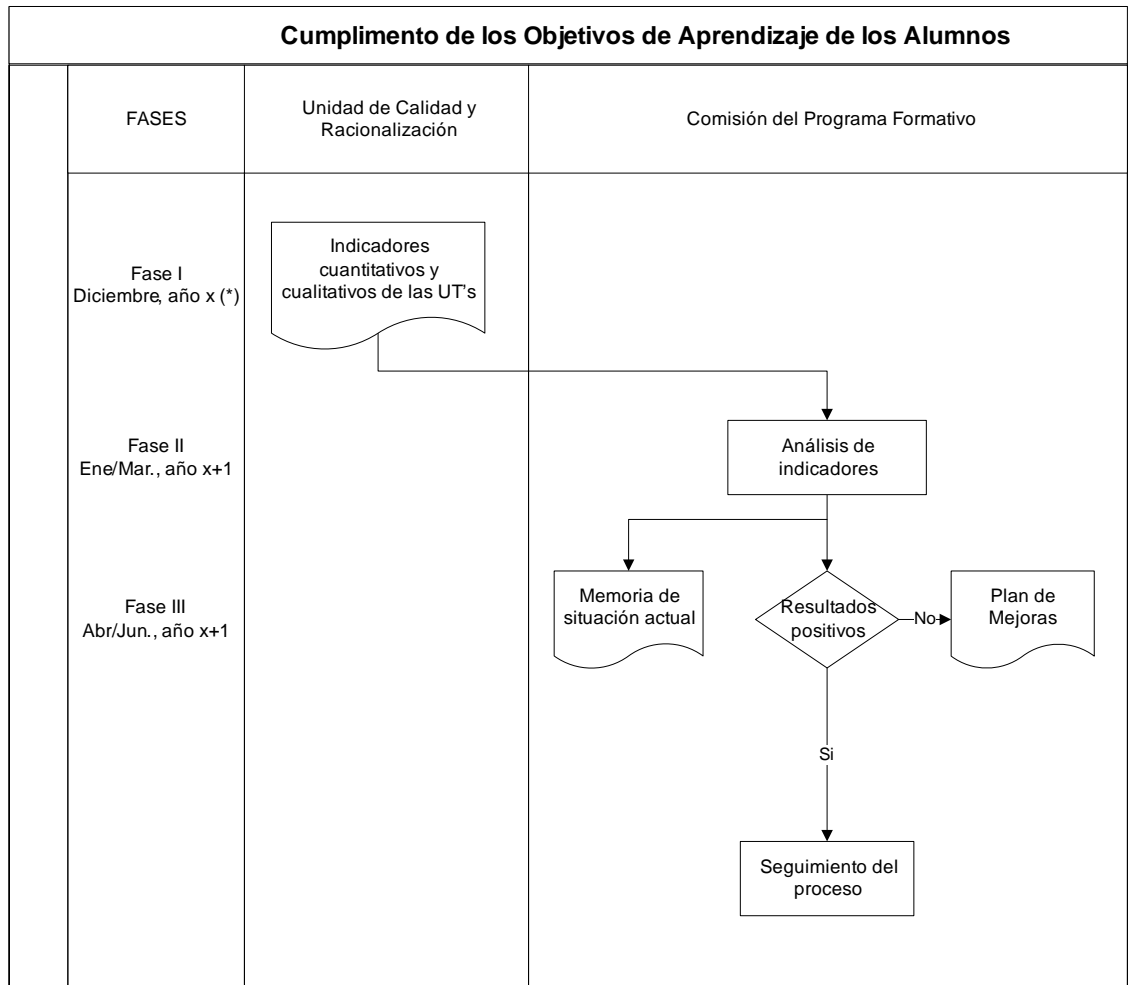 Cumplimento de los Objetivos de Aprendizaje de los Alumnos
FASES
Unidad de Calidad y
Racionalización
Comisión del Programa Formativo
Fase I
Diciembre, año x (*)
Indicadores
cuantitativos y
cualitativos de las UT's
Fase II
Ene/Mar., año x+1
Análisis de
indicadores
Fase III
Abr/Jun., año x+1
Memoria de
situación actual
Resultados
positivos
No
Plan de
Mejoras
Si
Seguimiento del
proceso